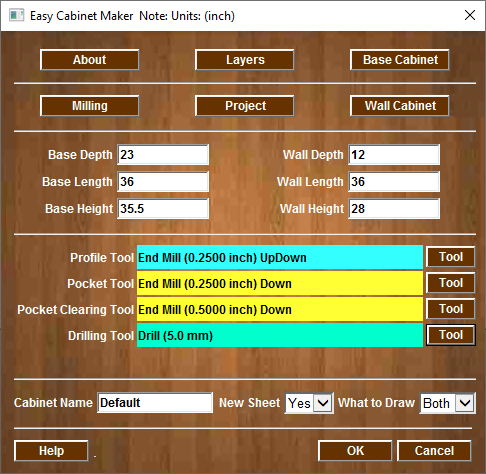 Easy Cabinet Maker  Note: Units: (inch)
About Layers Base Cabinet
Milling Project Wall Cabinet
Base Depth 23 Wall Depth 12
Base Length 36 Wall Length 36
Base Height 35.5 Wall Height 28
Profile Tool End Mill (0.2500 inch) UpDown Tool
Pocket Tool End Mill (0.2500 inch) Down Tool
Pocket Clearing Tool End Mill (0.5000 inch) Down Tool
Drilling Tool Drill (5.0 mm) Tool
Cabinet Name Default New Sheet Yes What to Draw Both
Help . OK Cancel